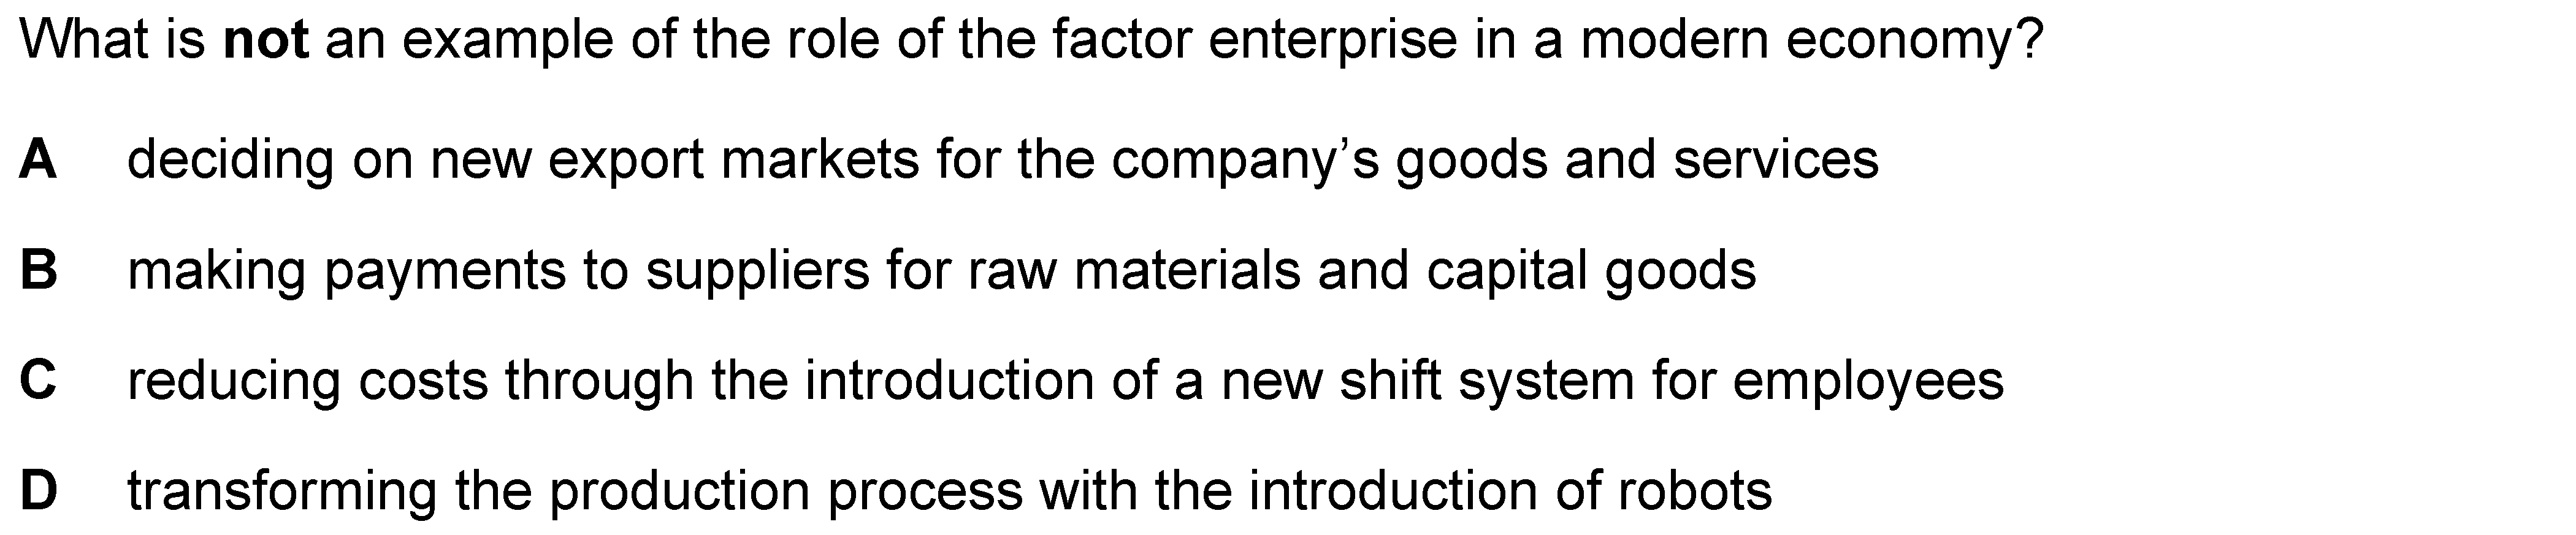 What is not an example of the role of the factor enterprise in a modern economy?
A deciding on new export markets for the company’s goods and services
B making payments to suppliers for raw materials and capital goods
C reducing costs through the introduction of a new shift system for employees
D transforming the production process with the introduction of robots